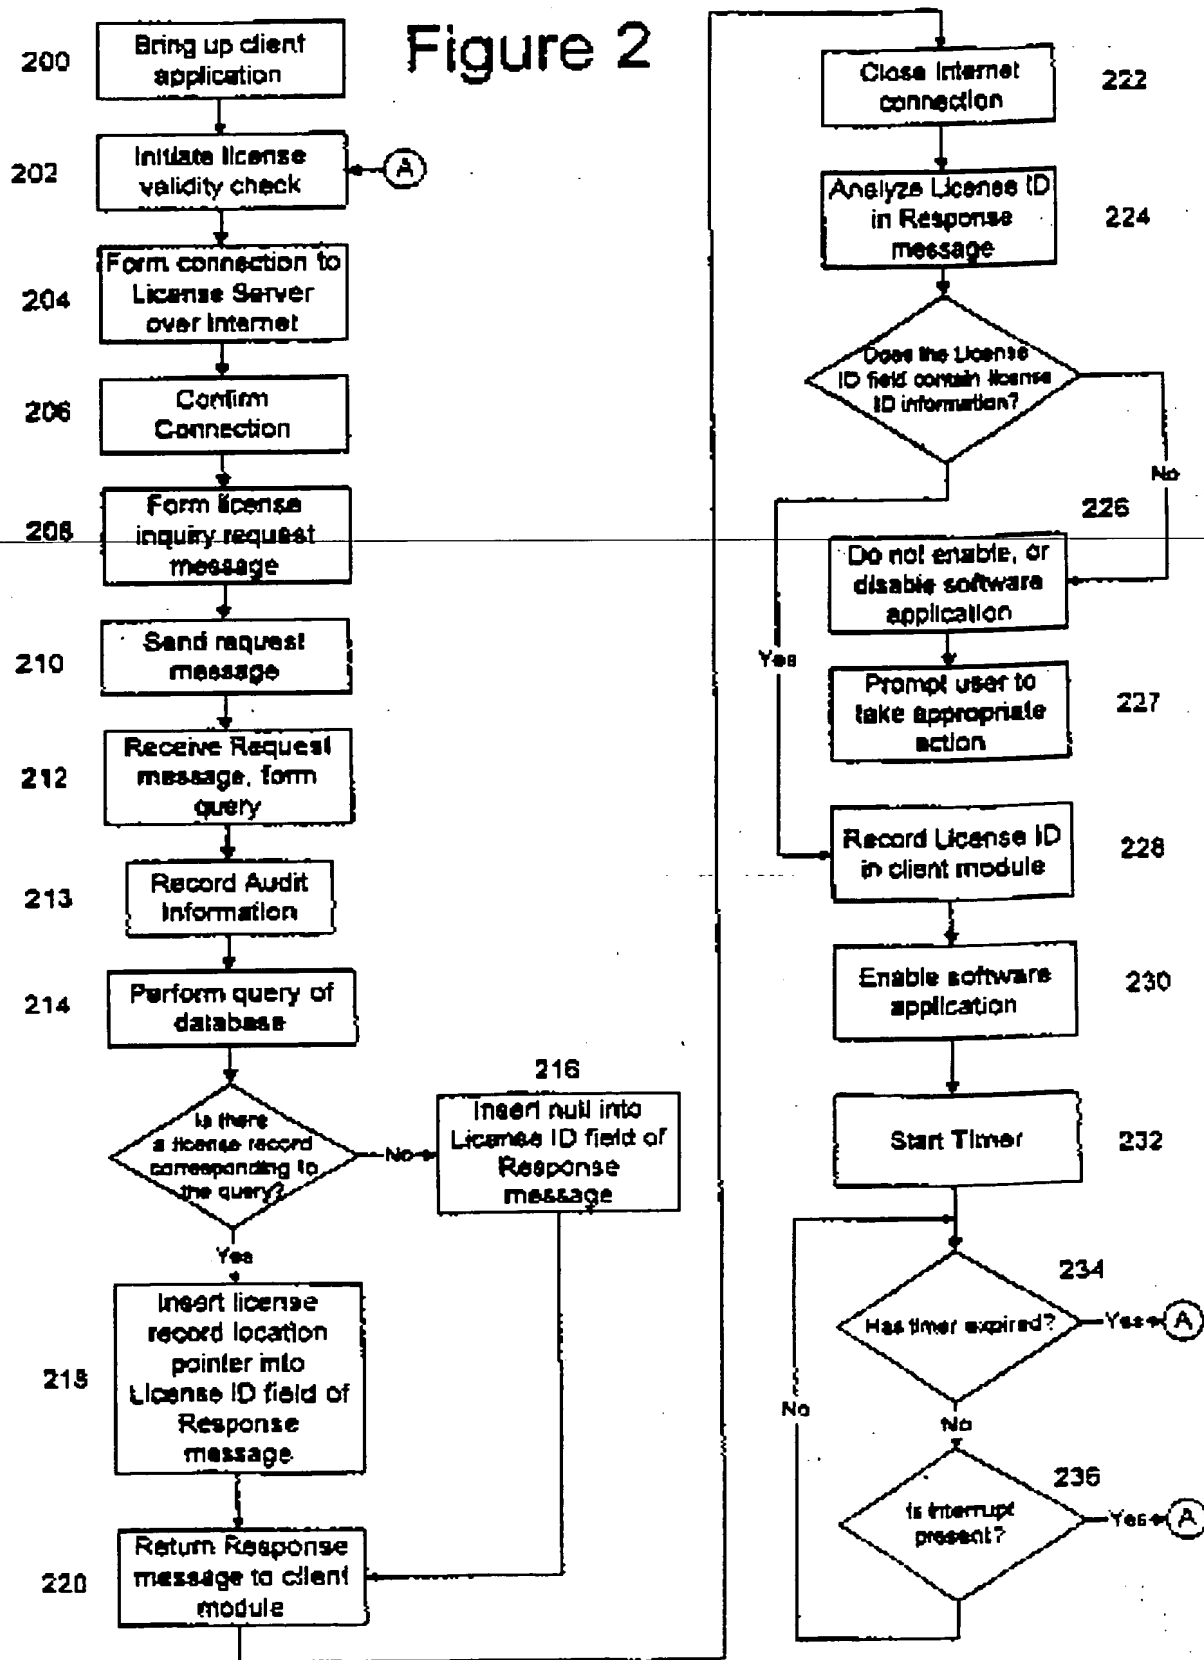 Figure 2
200
Bring up client
application
202
Initiate license
validity check
A
204
Form connection to
License Server
over Internet
206
Confirm
Connection
208
Form license
inquiry request
message
210
Send request
message
212
Receive Request
message, form
query
213
Record Audit
Information
214
Perform query of
database
Is there
a license record
corresponding to
the query?
No
216
Insert null into
License ID field of
Response
message
Yes
218
Insert license
record location
pointer into
License ID field of
Response
message
220
Return Response
message to client
module
Close Internet
connection
222
Analyze License ID
in Response
message
224
Does the License
ID field contain license
ID information?
No
Yes
226
Do not enable, or
disable software
application
Prompt user to
take appropriate
action
227
Record License ID
in client module
228
Enable software
application
230
Start Timer
232
234
Has timer expired?
Yes
A
No
No
236
Is interrupt
present?
Yes
A